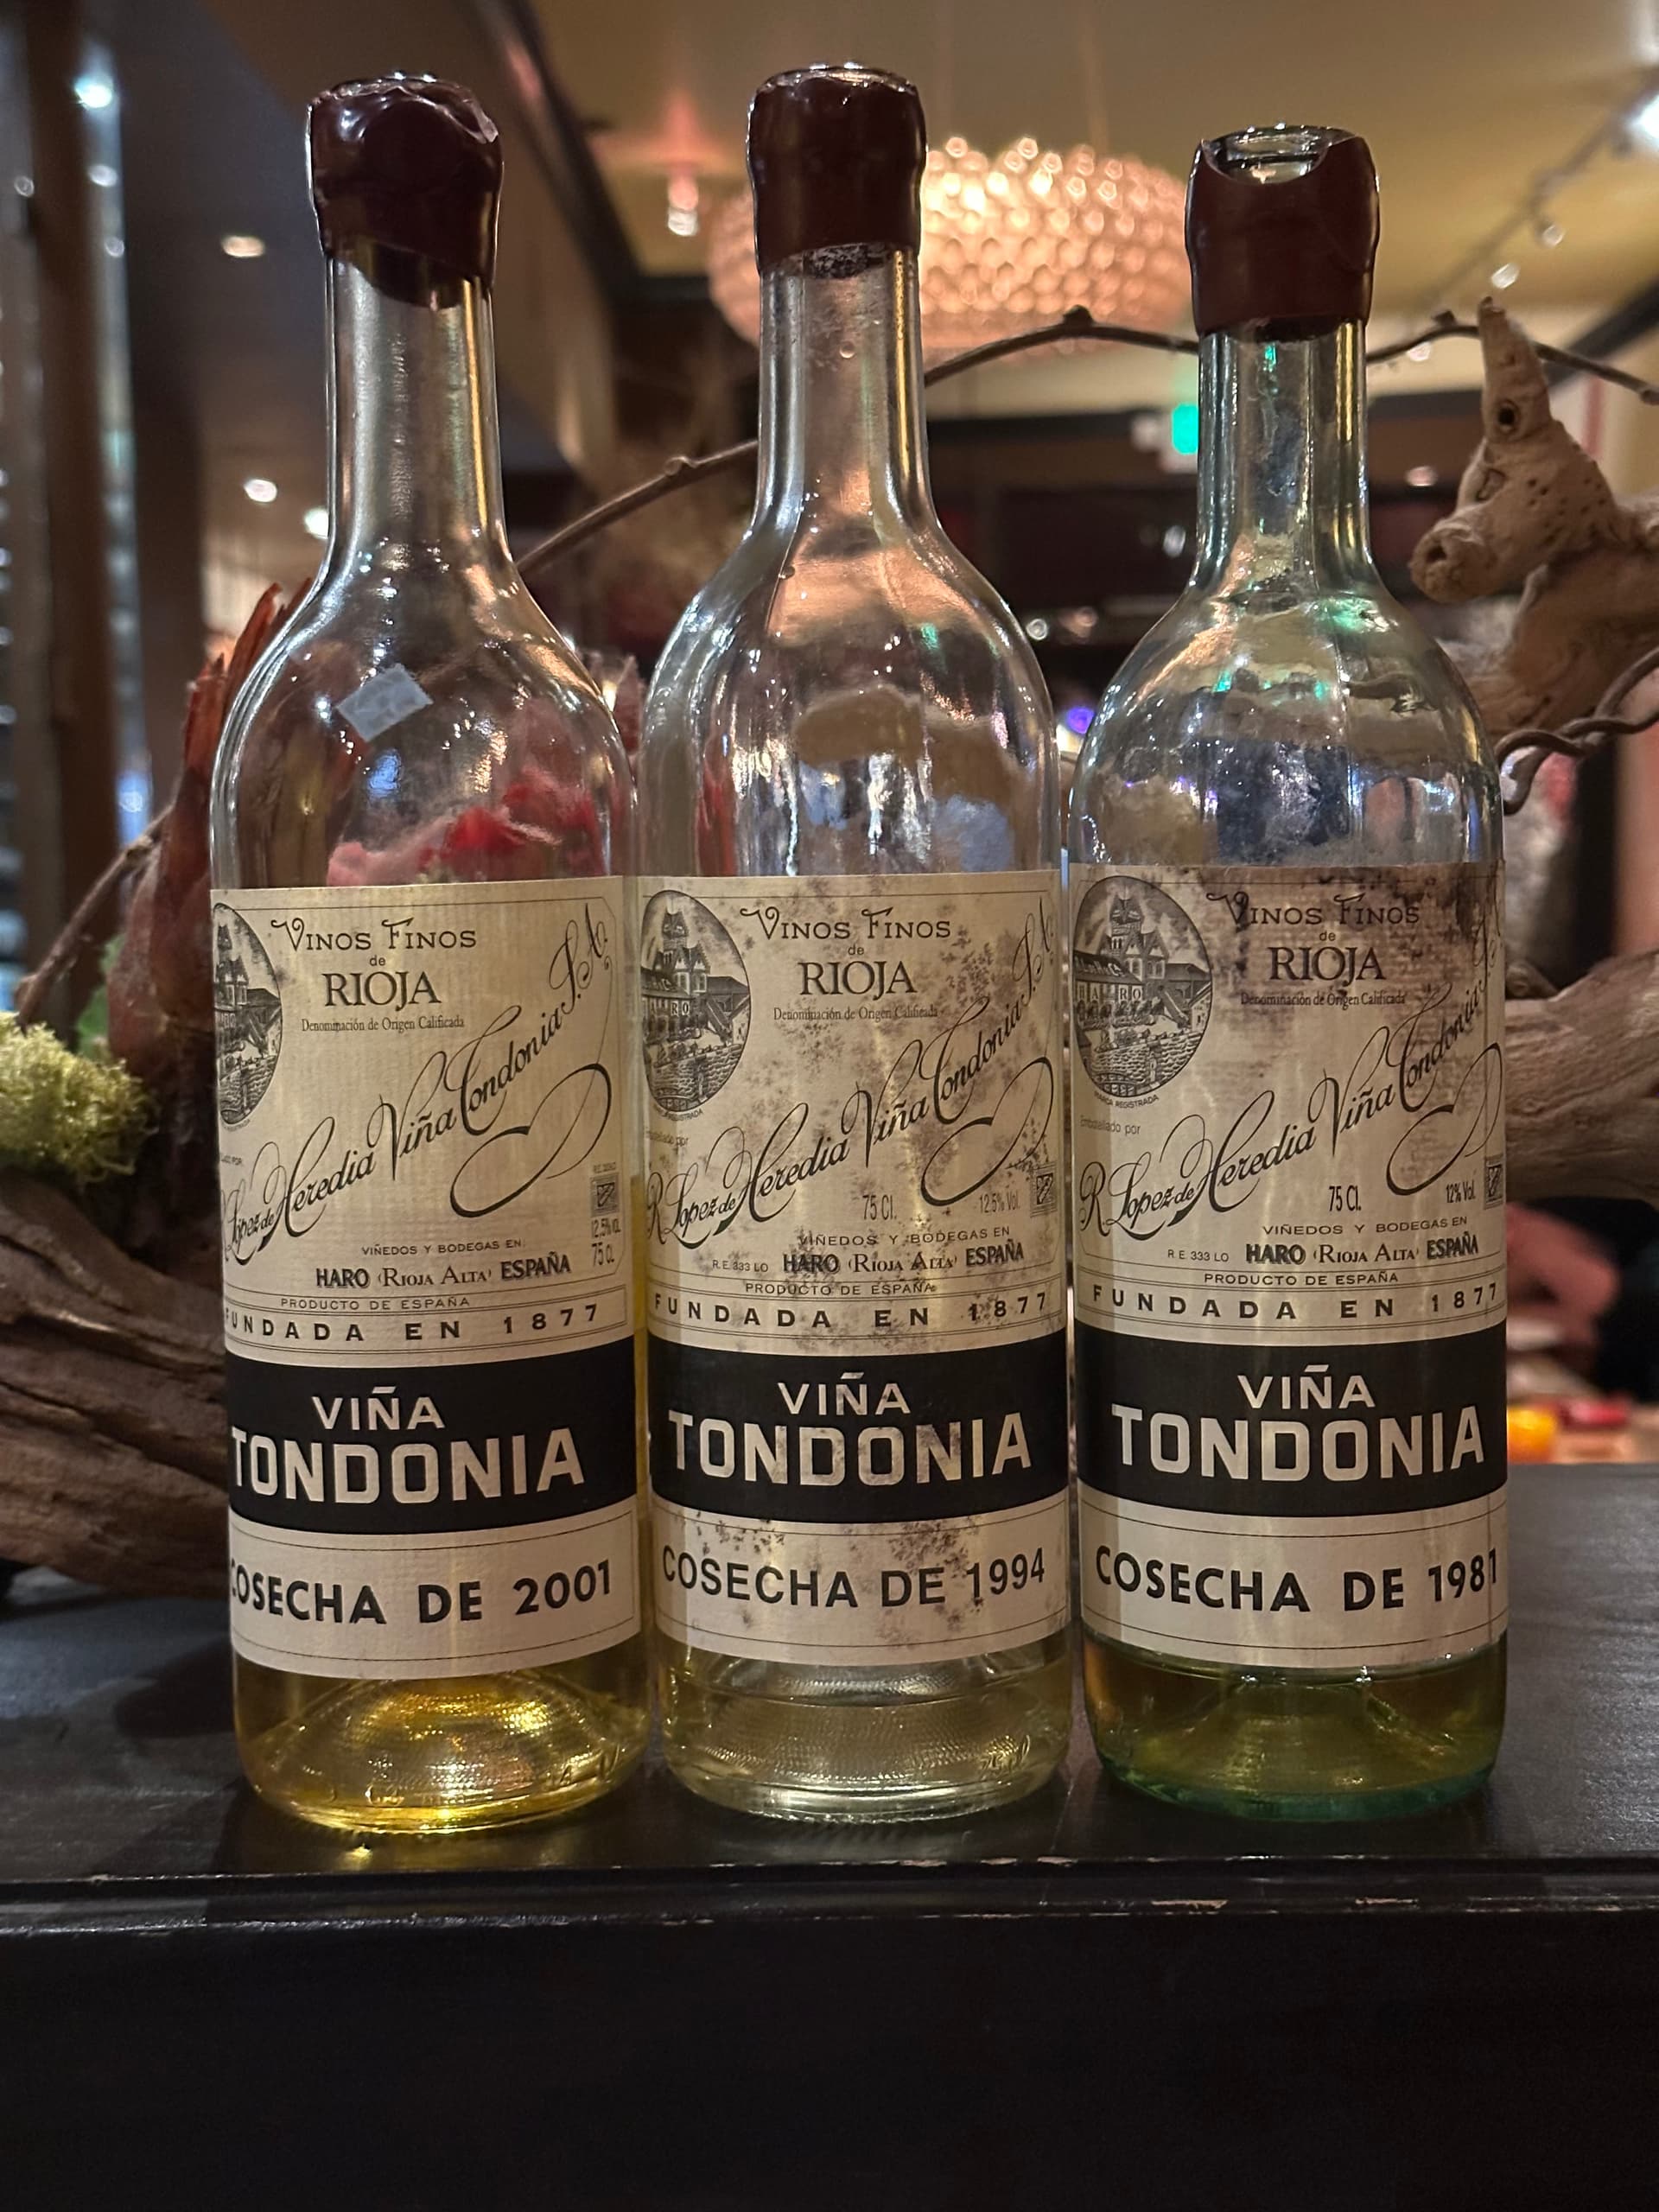 VINOS FINOS
de
RIOJA
Denominación de Origen Calificada
R. López de Heredia Viña Tondonia, S.A.
12.5% Vol.
75 CL
VIÑEDOS Y BODEGAS EN
HARO (RIOJA ALTA) ESPAÑA
PRODUCTO DE ESPAÑA
FUNDADA EN 1877
VIÑA
TONDONIA
COSECHA DE 2001
VINOS FINOS
de
RIOJA
Denominación de Origen Calificada
HARO
MARCA REGISTRADA
Embotellado por
R. López de Heredia Viña Tondonia, S.A.
75 Cl. 12,5% Vol.
VIÑEDOS Y BODEGAS EN
R.E. 333 LO HARO (RIOJA ALTA) ESPAÑA
PRODUCTO DE ESPAÑA
FUNDADA EN 1877
VIÑA
TONDONIA
COSECHA DE 1994
VINOS FINOS
de
RIOJA
Denominación de Origen Calificada
HARO
MARCA REGISTRADA
Embotellado por
R. López de Heredia Viña Tondonia, S.A.
75 Cl. 12% Vol.
VIÑEDOS Y BODEGAS EN
R.E. 333 LO HARO (RIOJA ALTA) ESPAÑA
PRODUCTO DE ESPAÑA
FUNDADA EN 1877
VIÑA
TONDONIA
COSECHA DE 1981